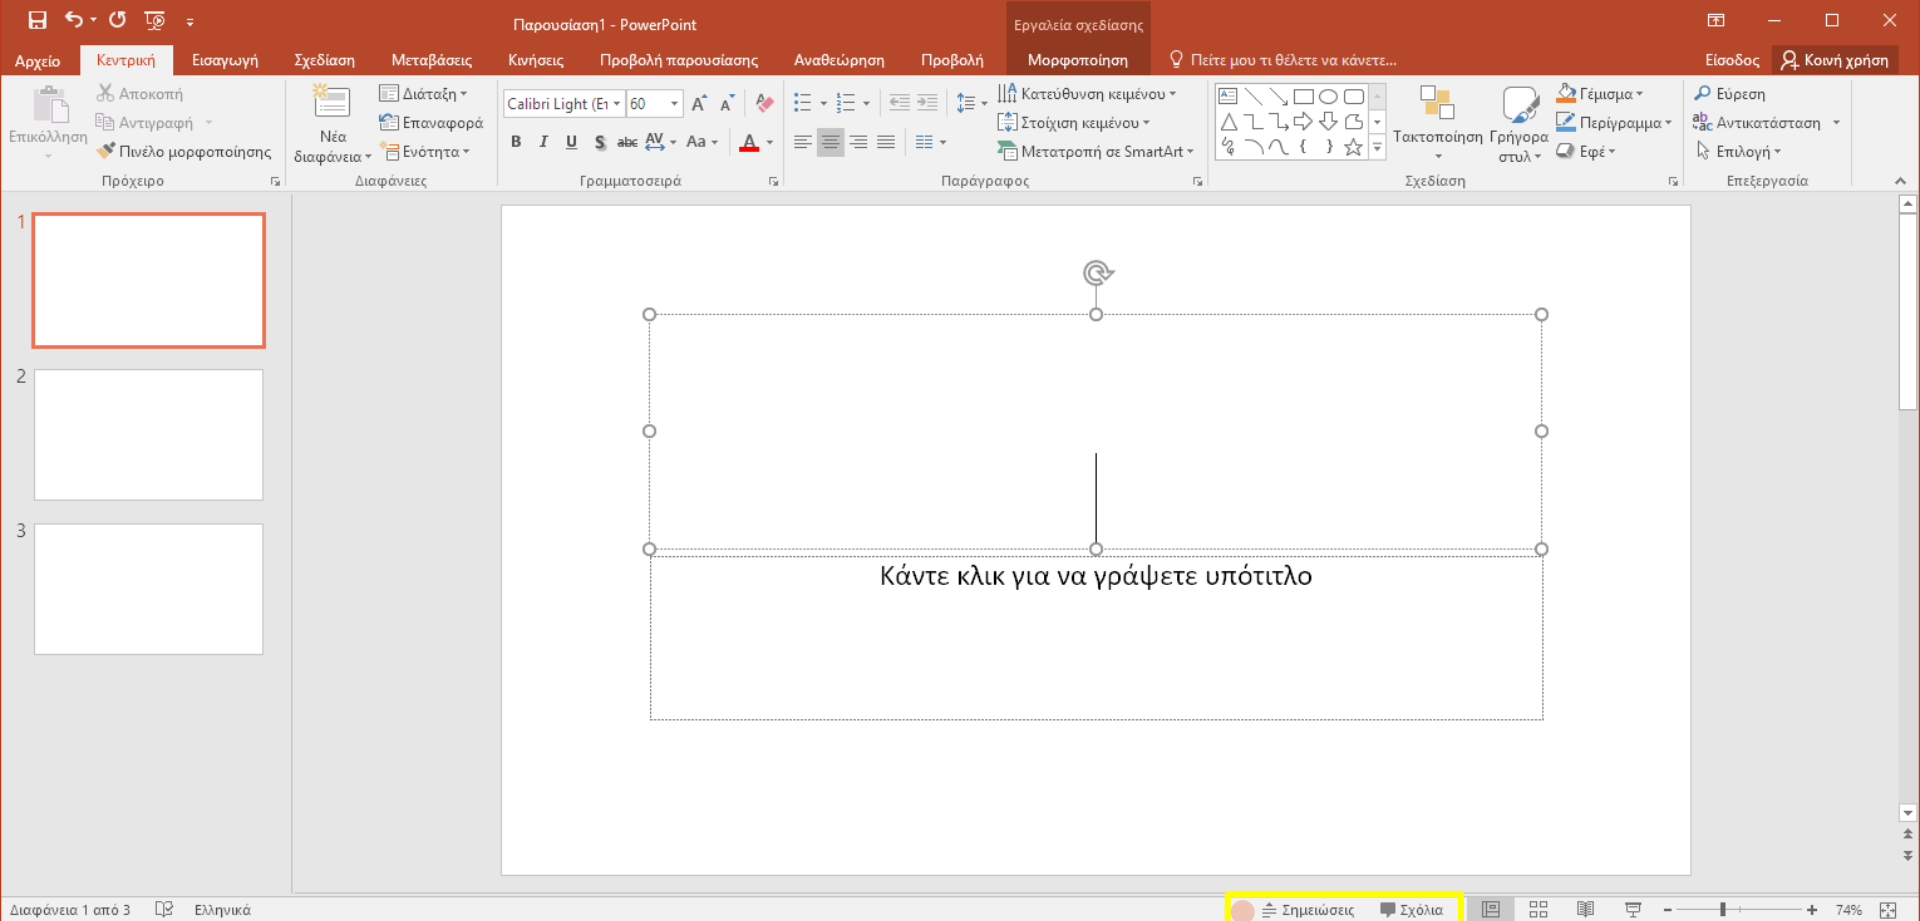 Παρουσίαση1 - PowerPoint
Εργαλεία σχεδίασης
Αρχείο
Κεντρική
Εισαγωγή
Σχεδίαση
Μεταβάσεις
Κινήσεις
Προβολή παρουσίασης
Αναθεώρηση
Προβολή
Μορφοποίηση
Πείτε μου τι θέλετε να κάνετε...
Είσοδος
Κοινή χρήση
Επικόλληση
Αποκοπή
Αντιγραφή
Πινέλο μορφοποίησης
Πρόχειρο
Νέα
διαφάνεια
Διάταξη
Επαναφορά
Ενότητα
Διαφάνειες
Calibri Light (Ετ
60
B I U S abc AV Aa A
Γραμματοσειρά
Κατεύθυνση κειμένου
Στοίχιση κειμένου
Μετατροπή σε SmartArt
Παράγραφος
Τακτοποίηση
Γρήγορα
στυλ
Γέμισμα
Περίγραμμα
Εφέ
Σχεδίαση
Εύρεση
Αντικατάσταση
Επιλογή
Επεξεργασία
1
2
3
Κάντε κλικ για να γράψετε υπότιτλο
Διαφάνεια 1 από 3
Ελληνικά
Σημειώσεις
Σχόλια
74%